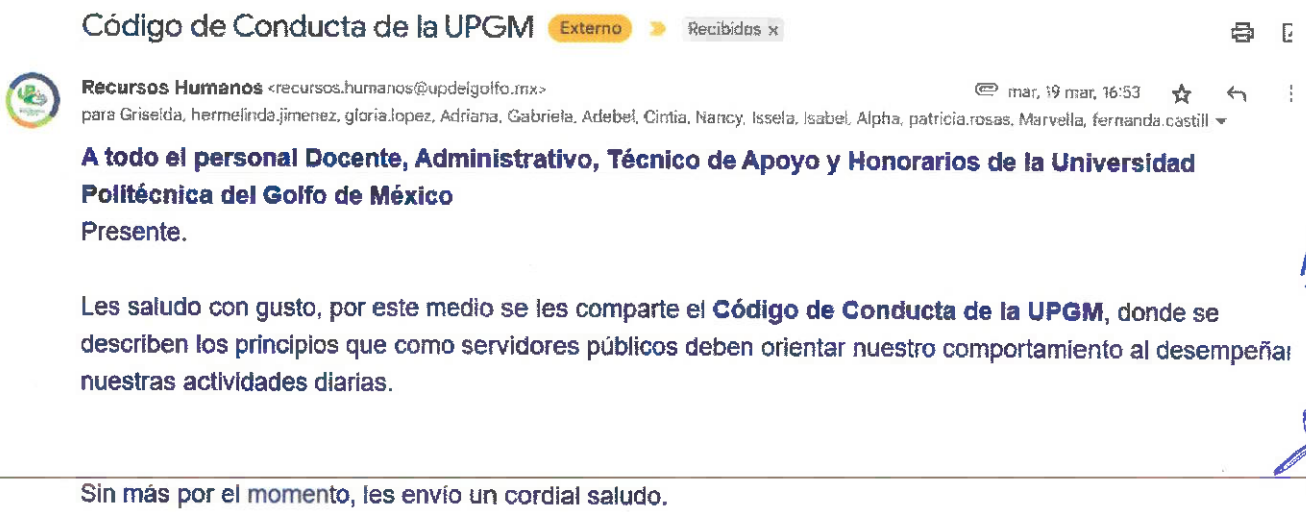 Código de Conducta de la UPGM Externo Recibidos x
Recursos Humanos <recursos.humanos@updelgolfo.mx> mar, 19 mar, 16:53
para Griselda, hermelinda.jimenez, gloria.lopez, Adriana, Gabriela, Adebel, Cintia, Nancy, Issela, Isabel, Alpha, patricia.rosas, Marvella, fernanda.castill
A todo el personal Docente, Administrativo, Técnico de Apoyo y Honorarios de la Universidad
Politécnica del Golfo de México
Presente.
Les saludo con gusto, por este medio se les comparte el Código de Conducta de la UPGM, donde se
describen los principios que como servidores públicos deben orientar nuestro comportamiento al desempeñar
nuestras actividades diarias.
Sin más por el momento, les envío un cordial saludo.